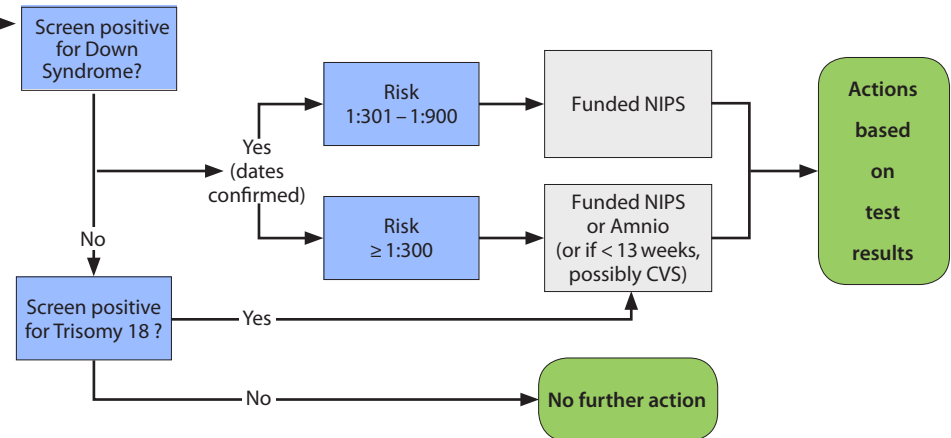 Screen positive
for Down
Syndrome?
Risk
1:301 – 1:900
Funded NIPS
Actions
based
on
test
results
Yes
(dates
confirmed)
Risk
≥ 1:300
Funded NIPS
or Amnio
(or if < 13 weeks,
possibly CVS)
No
Screen positive
for Trisomy 18 ?
Yes
No
No further action